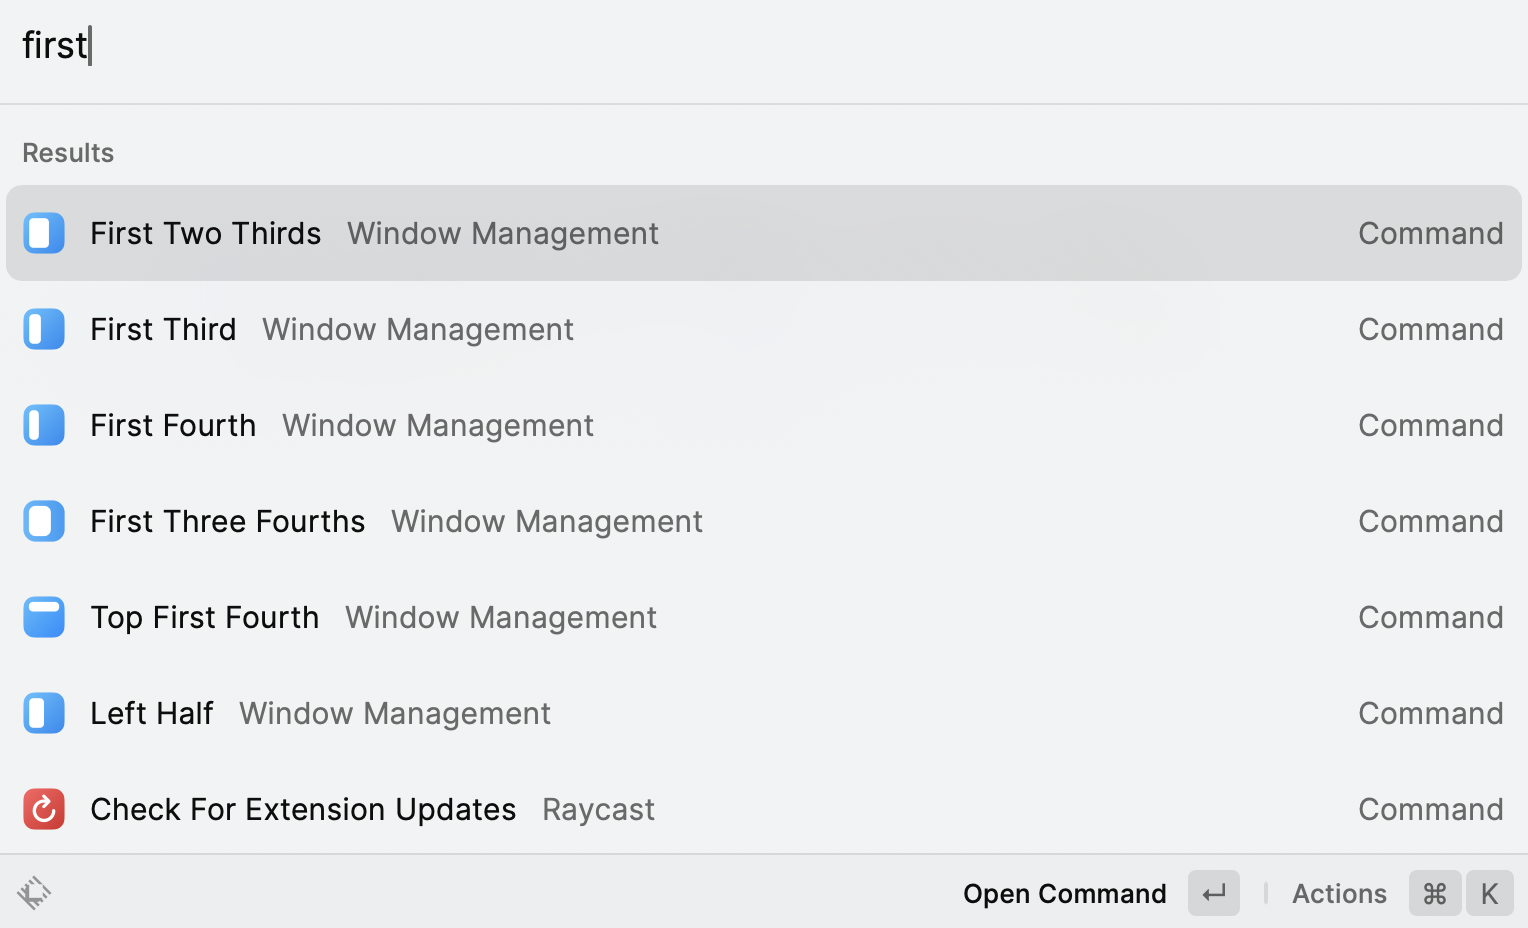 first
Results
First Two Thirds Window Management Command
First Third Window Management Command
First Fourth Window Management Command
First Three Fourths Window Management Command
Top First Fourth Window Management Command
Left Half Window Management Command
Check For Extension Updates Raycast Command
Open Command ↵ Actions ⌘ K